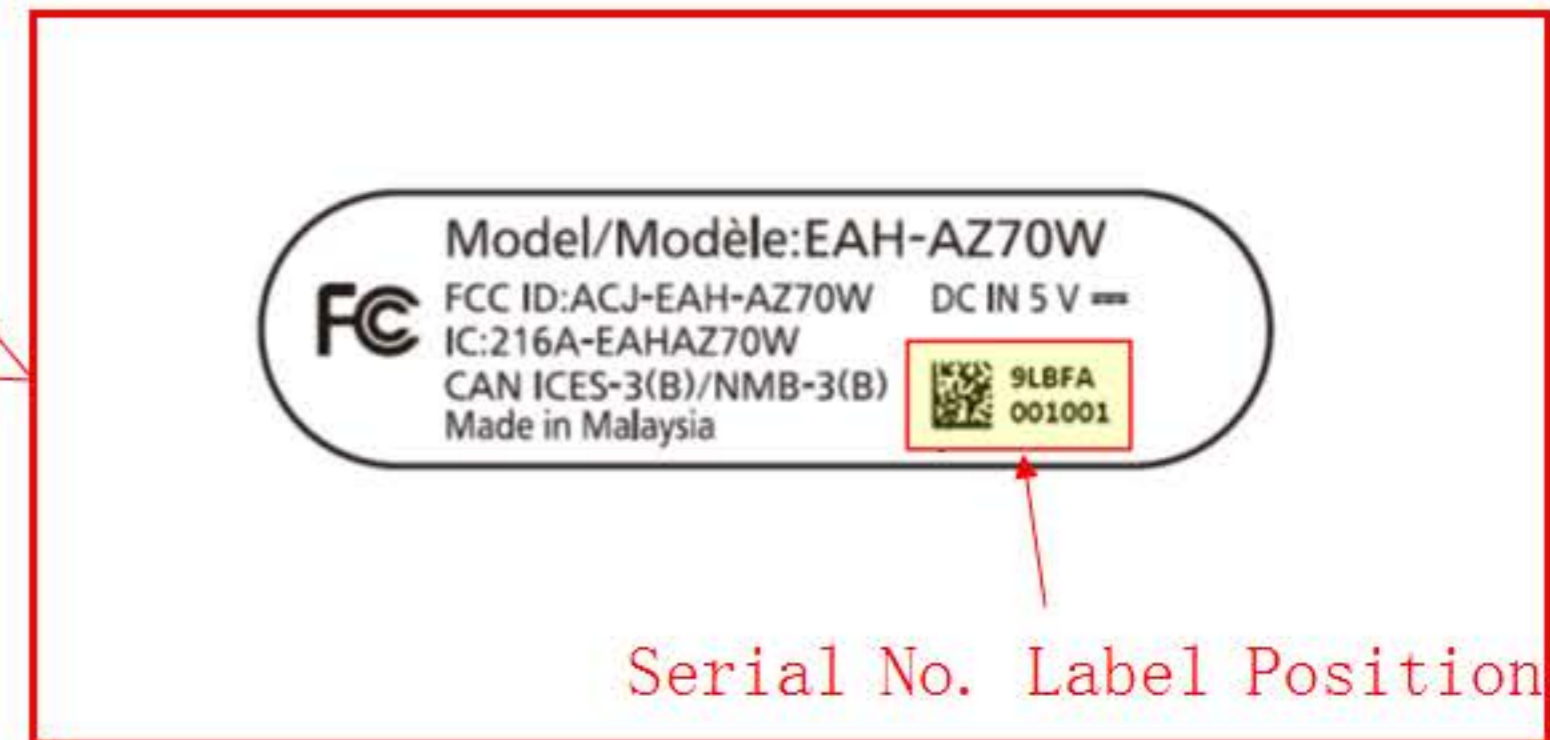 Model/Modèle:EAH-AZ70W
FC
FCC ID:ACJ-EAH-AZ70W DC IN 5 V ⎓
IC:216A-EAHAZ70W
CAN ICES-3(B)/NMB-3(B)
Made in Malaysia
9LBFA
001001
Serial No. Label Position